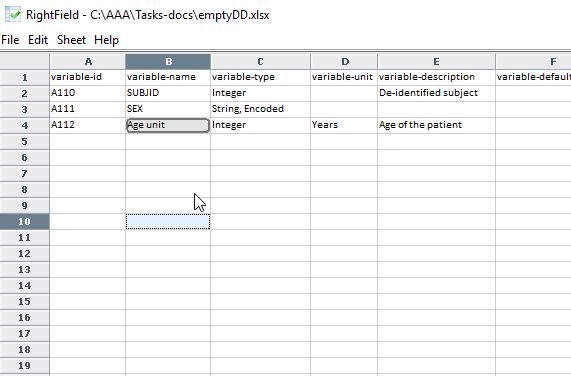 RightField - C:\AAA\Tasks-docs\emptyDD.xlsx
File Edit Sheet Help
A B C D E F
1 variable-id variable-name variable-type variable-unit variable-description variable-default
2 A110 SUBJID Integer De-identified subject
3 A111 SEX String, Encoded
4 A112 Age unit Integer Years Age of the patient
5
6
7
8
9
10
11
12
13
14
15
16
17
18
19